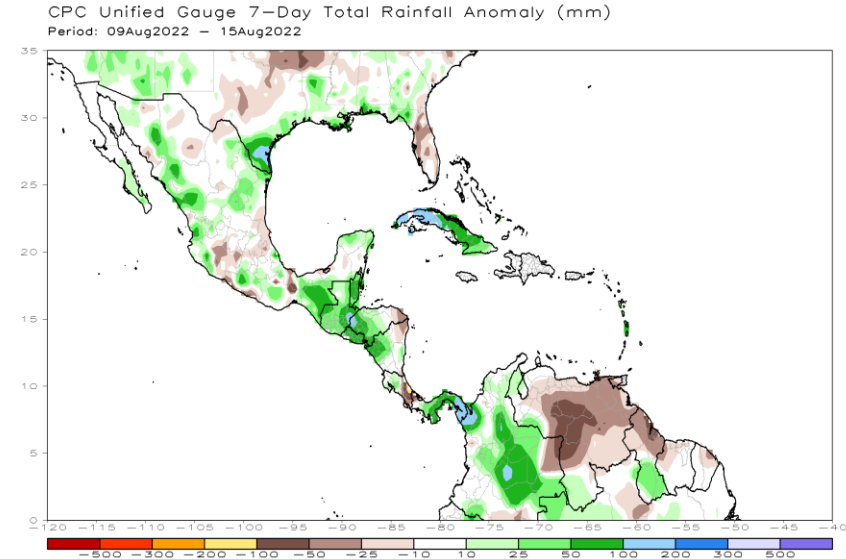 CPC Unified Gauge 7-Day Total Rainfall Anomaly (mm)
Period: 09Aug2022 - 15Aug2022
35
30
25
20
15
10
5
0
-120 -115 -110 -105 -100 -95 -90 -85 -80 -75 -70 -65 -60 -55 -50 -45 -40
-500 -300 -200 -100 -50 -25 -10 10 25 50 100 200 300 500